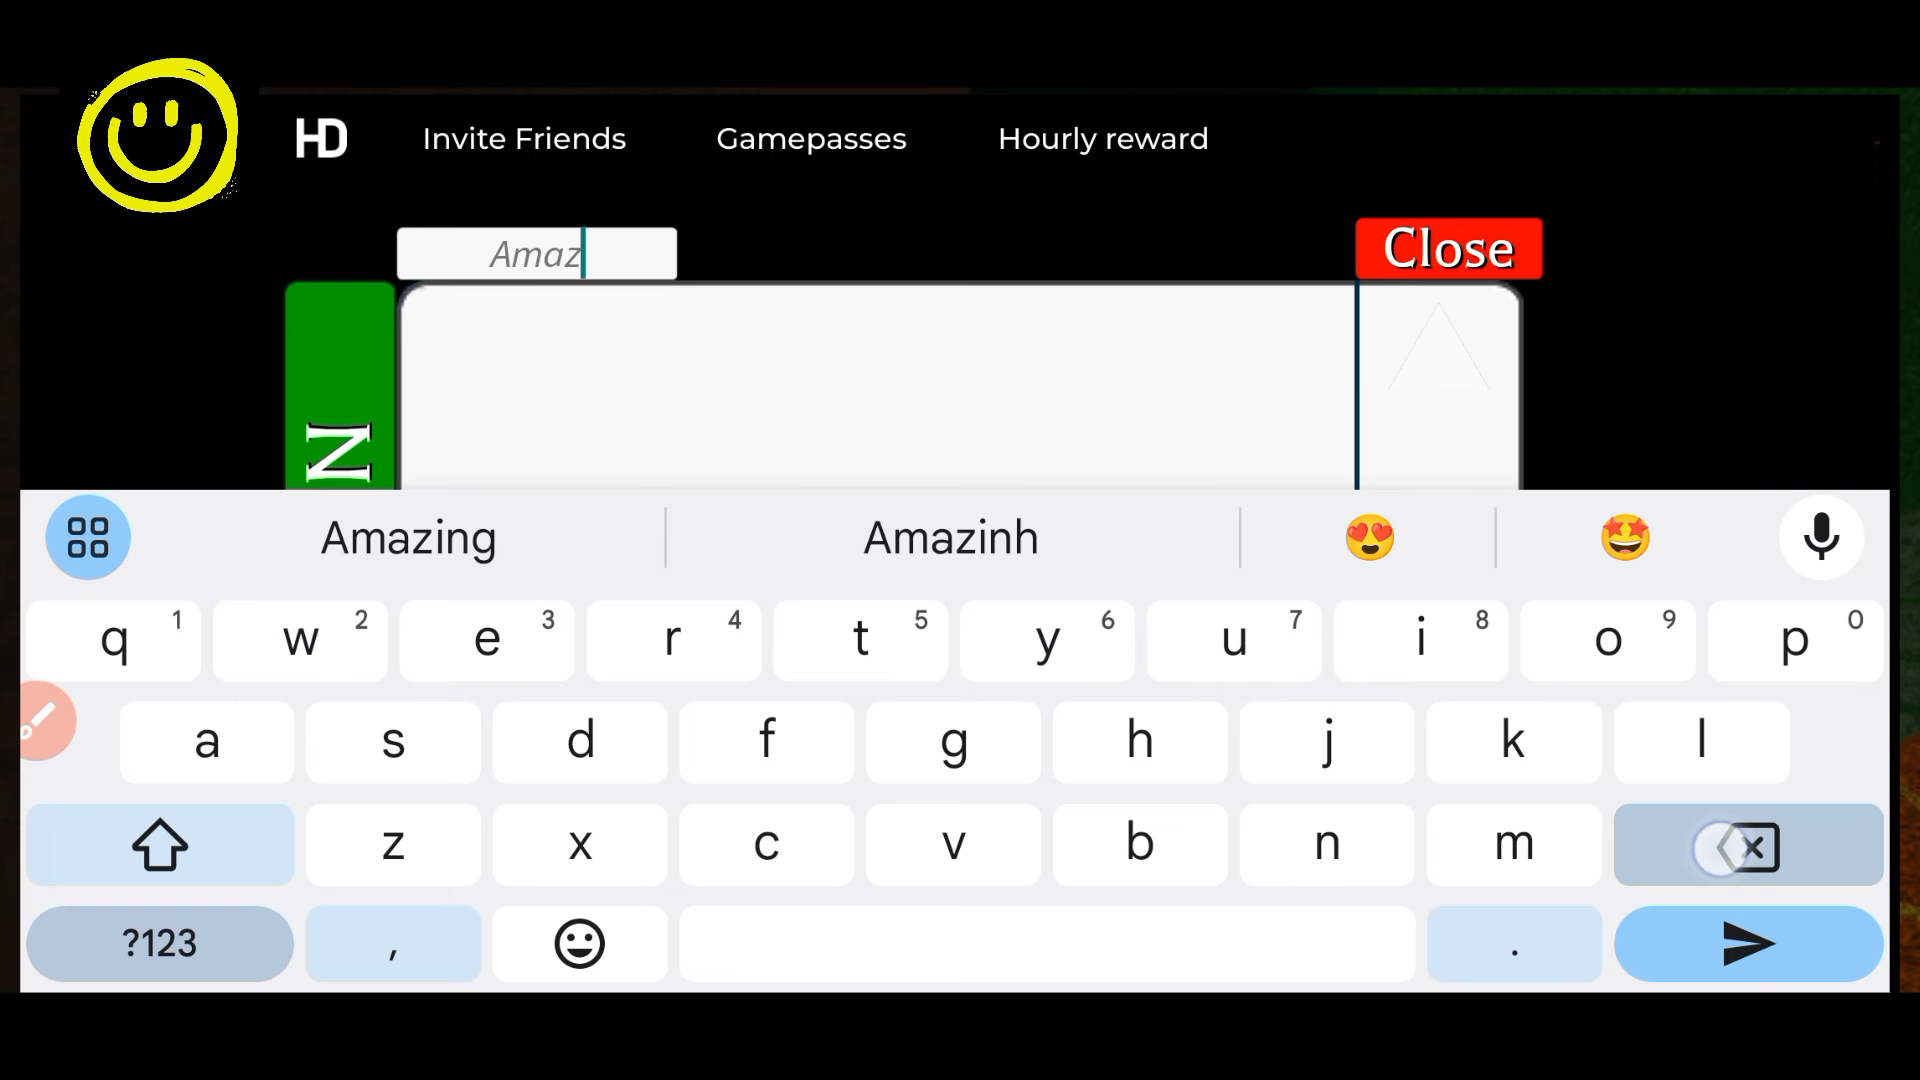 HD Invite Friends Gamepasses Hourly reward
Amaz
Close
N
Amazing Amazinh 😍 🤩
q 1 w 2 e 3 r 4 t 5 y 6 u 7 i 8 o 9 p 0
a s d f g h j k l
z x c v b n m
?123 , .